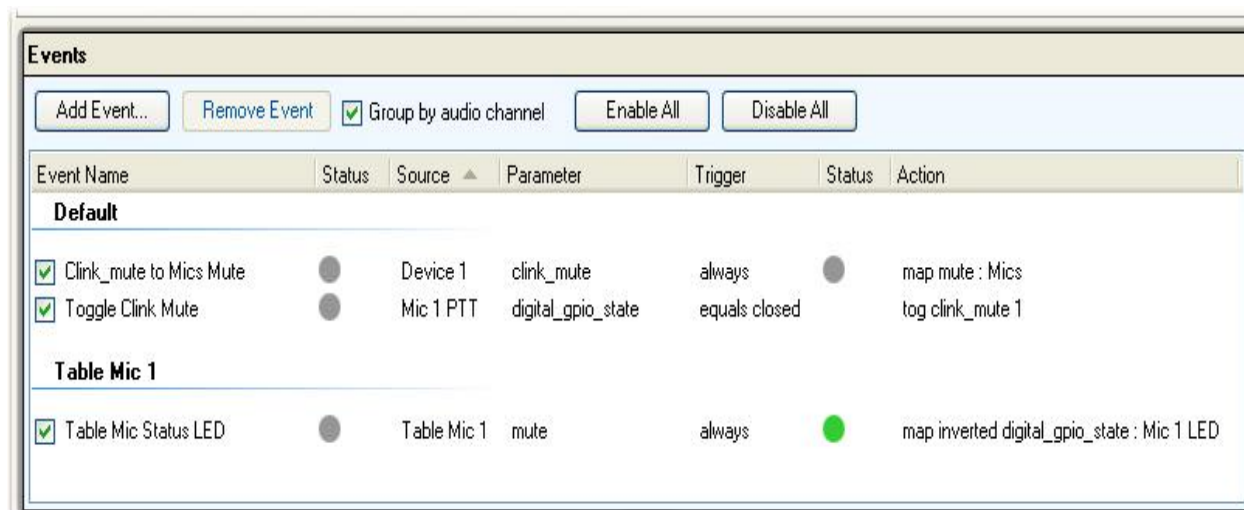 Events
Add Event... Remove Event Group by audio channel Enable All Disable All
Event Name Status Source Parameter Trigger Status Action
Default
Clink_mute to Mics Mute Device 1 clink_mute always map mute : Mics
Toggle Clink Mute Mic 1 PTT digital_gpio_state equals closed tog clink_mute 1
Table Mic 1
Table Mic Status LED Table Mic 1 mute always map inverted digital_gpio_state : Mic 1 LED